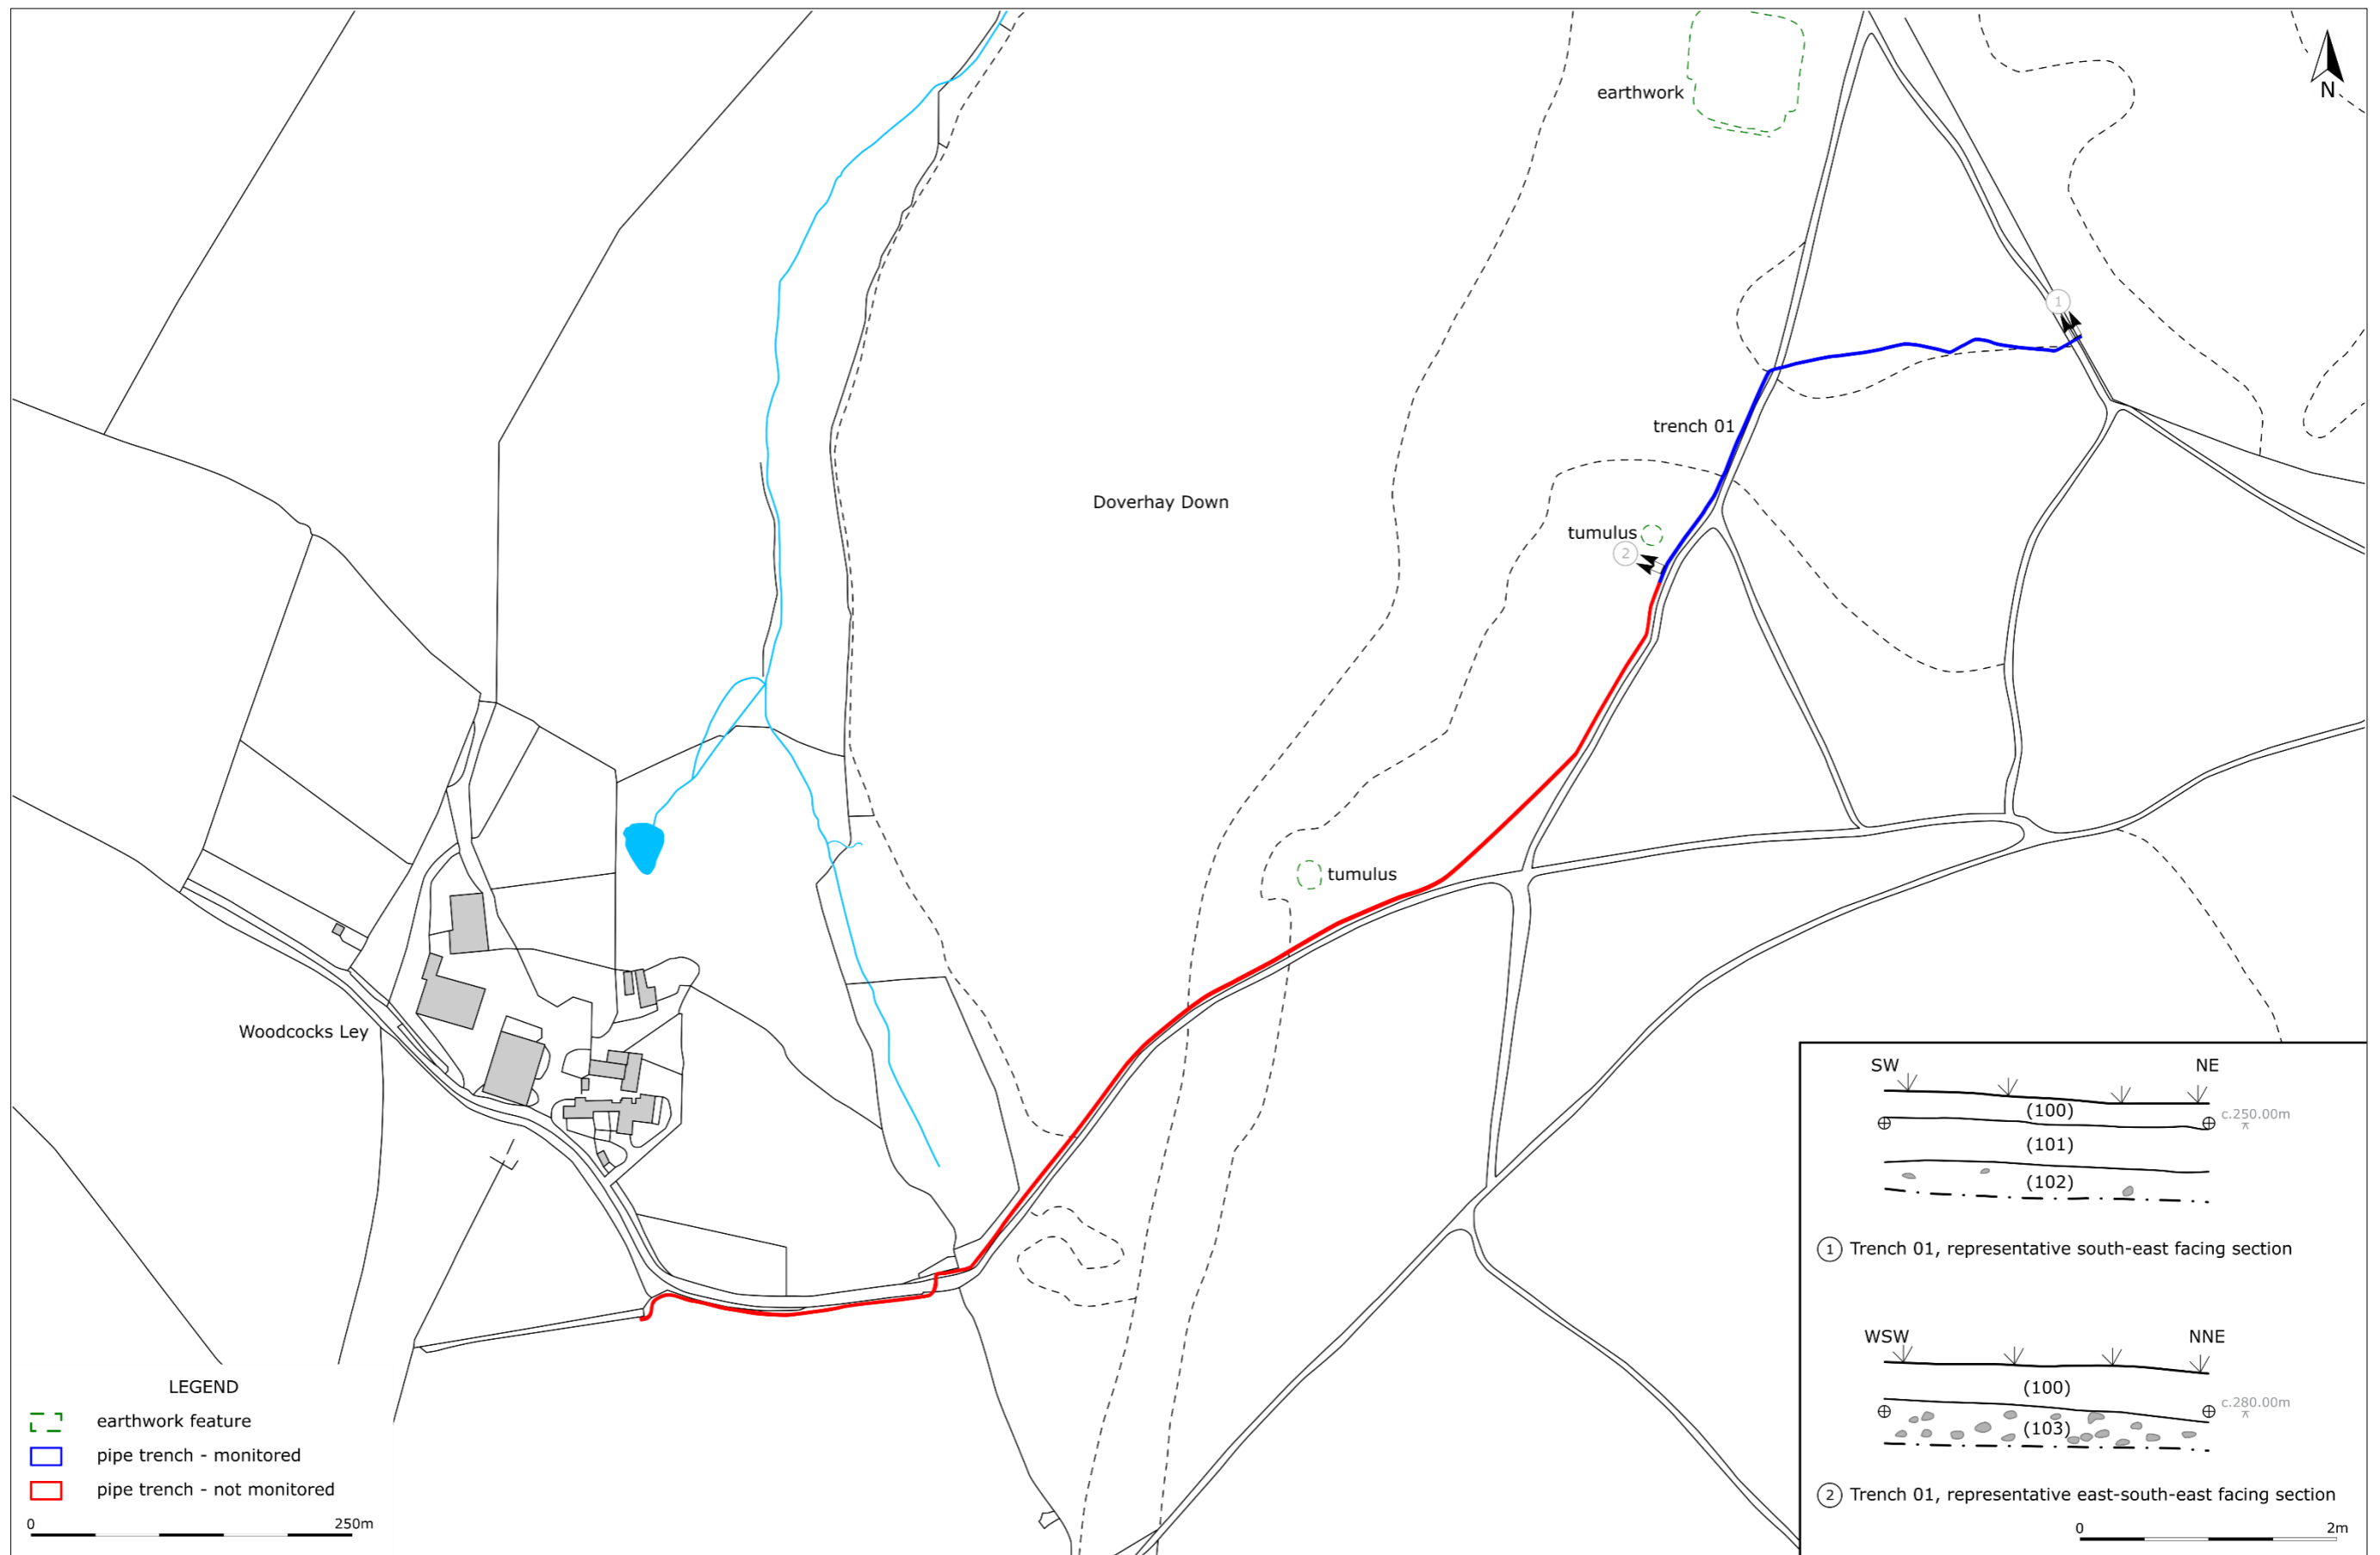 earthwork
N
1
trench 01
Doverhay Down
tumulus
2
tumulus
Woodcocks Ley
LEGEND
earthwork feature
pipe trench - monitored
pipe trench - not monitored
0 250m
SW NE
(100)
c.250.00m
(101)
(102)
1 Trench 01, representative south-east facing section
WSW NNE
(100)
c.280.00m
(103)
2 Trench 01, representative east-south-east facing section
0 2m